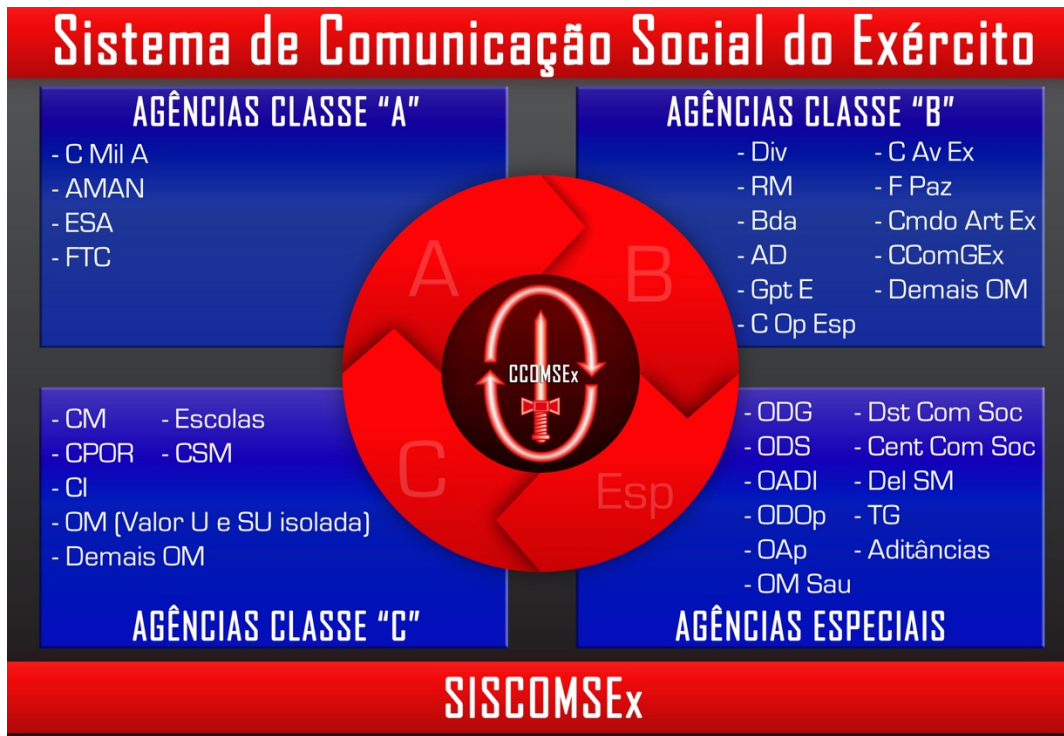 Sistema de Comunicação Social do Exército
AGÊNCIAS CLASSE "A"
- C Mil A
- AMAN
- ESA
- FTC
AGÊNCIAS CLASSE "B"
- Div
- RM
- Bda
- AD
- Gpt E
- C Op Esp
- C Av Ex
- F Paz
- Cmdo Art Ex
- CComGEx
- Demais OM
A
B
CCOMSEx
C
Esp
- CM
- CPOR
- CI
- OM (Valor U e SU isolada)
- Demais OM
- Escolas
- CSM
AGÊNCIAS CLASSE "C"
- ODG
- ODS
- OADI
- ODOp
- OAp
- OM Sau
- Dst Com Soc
- Cent Com Soc
- Del SM
- TG
- Aditâncias
AGÊNCIAS ESPECIAIS
SISCOMSEx